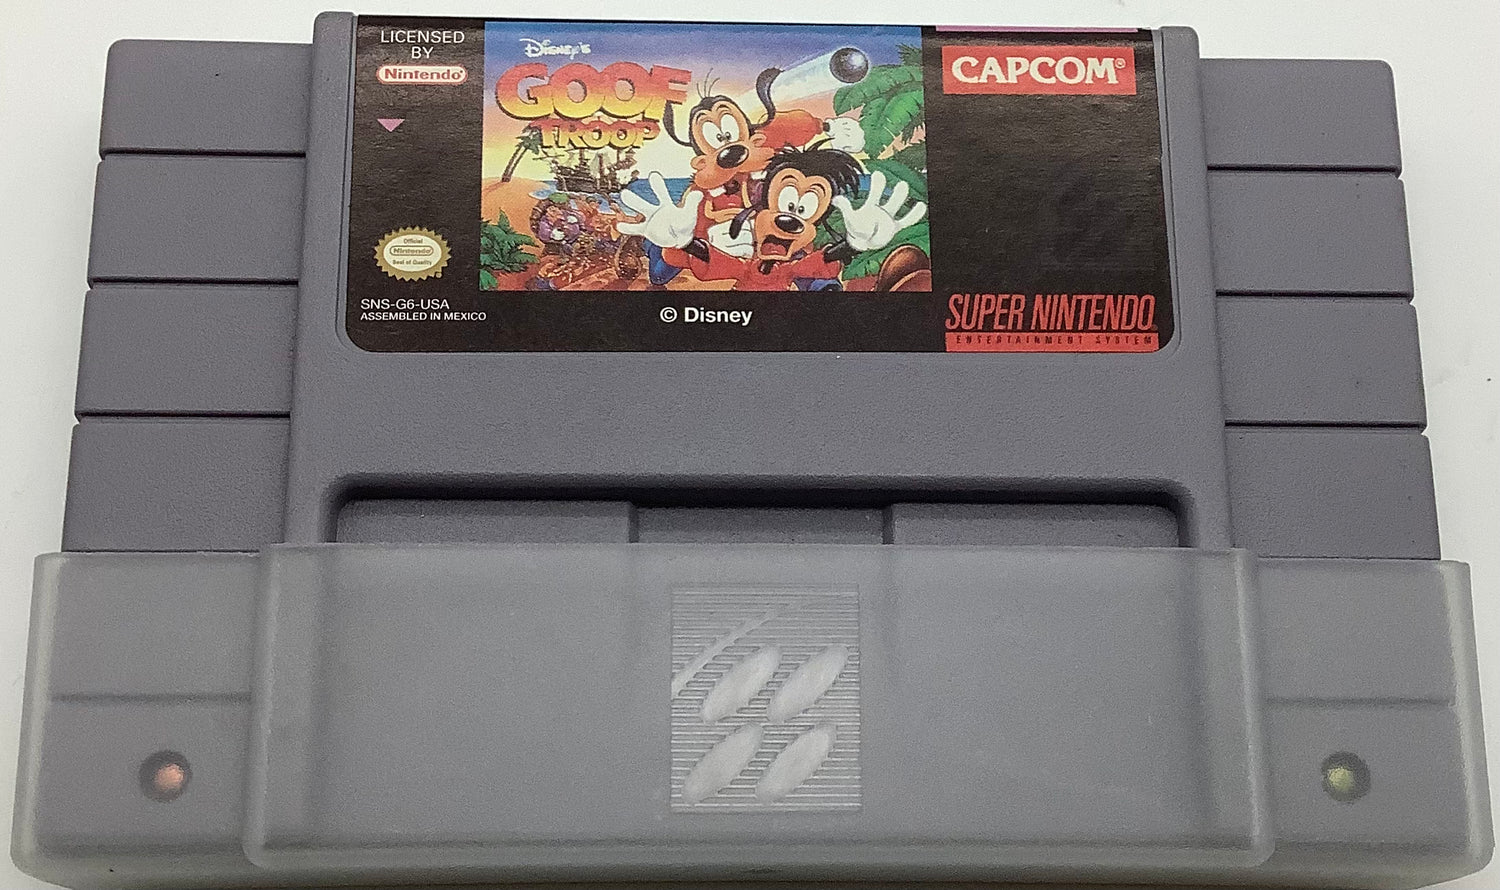 LICENSED
BY
Nintendo®
Disney's
GOOF
TROOP
CAPCOM®
Official
Nintendo
Seal of Quality
SNS-G6-USA
ASSEMBLED IN MEXICO
© Disney
SUPER NINTENDO®
ENTERTAINMENT SYSTEM